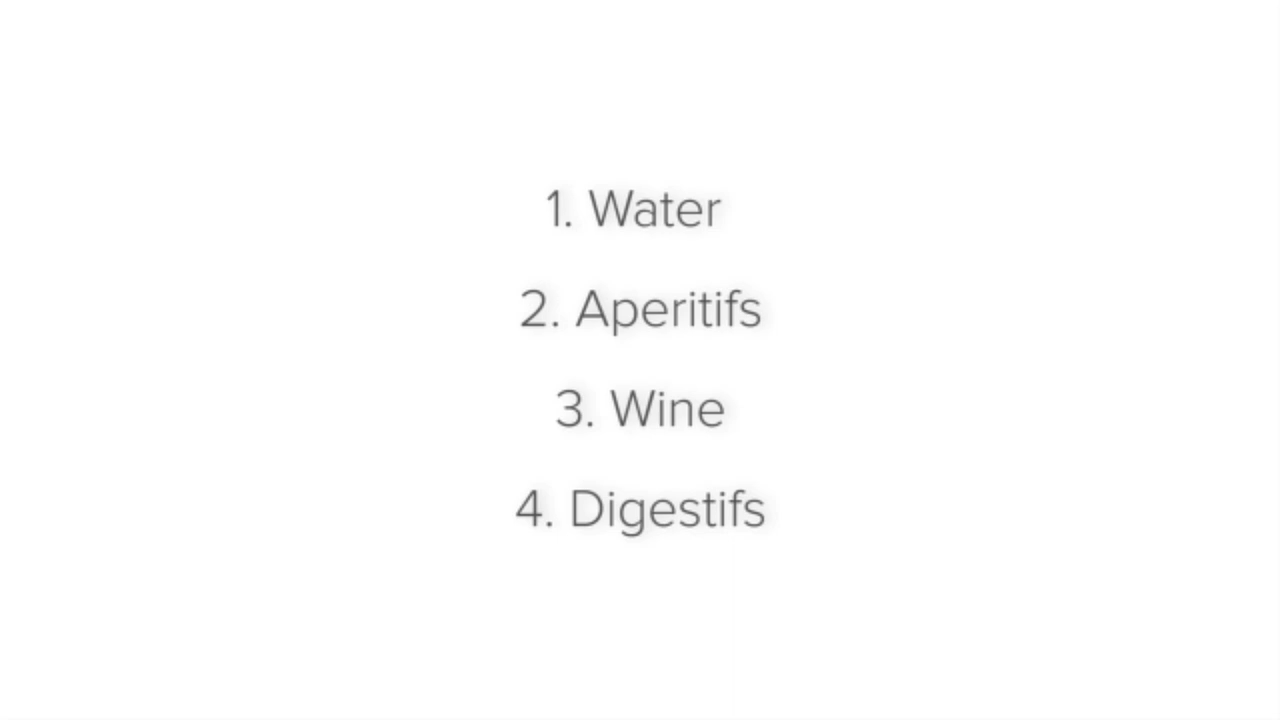 1. Water
2. Aperitifs
3. Wine
4. Digestifs